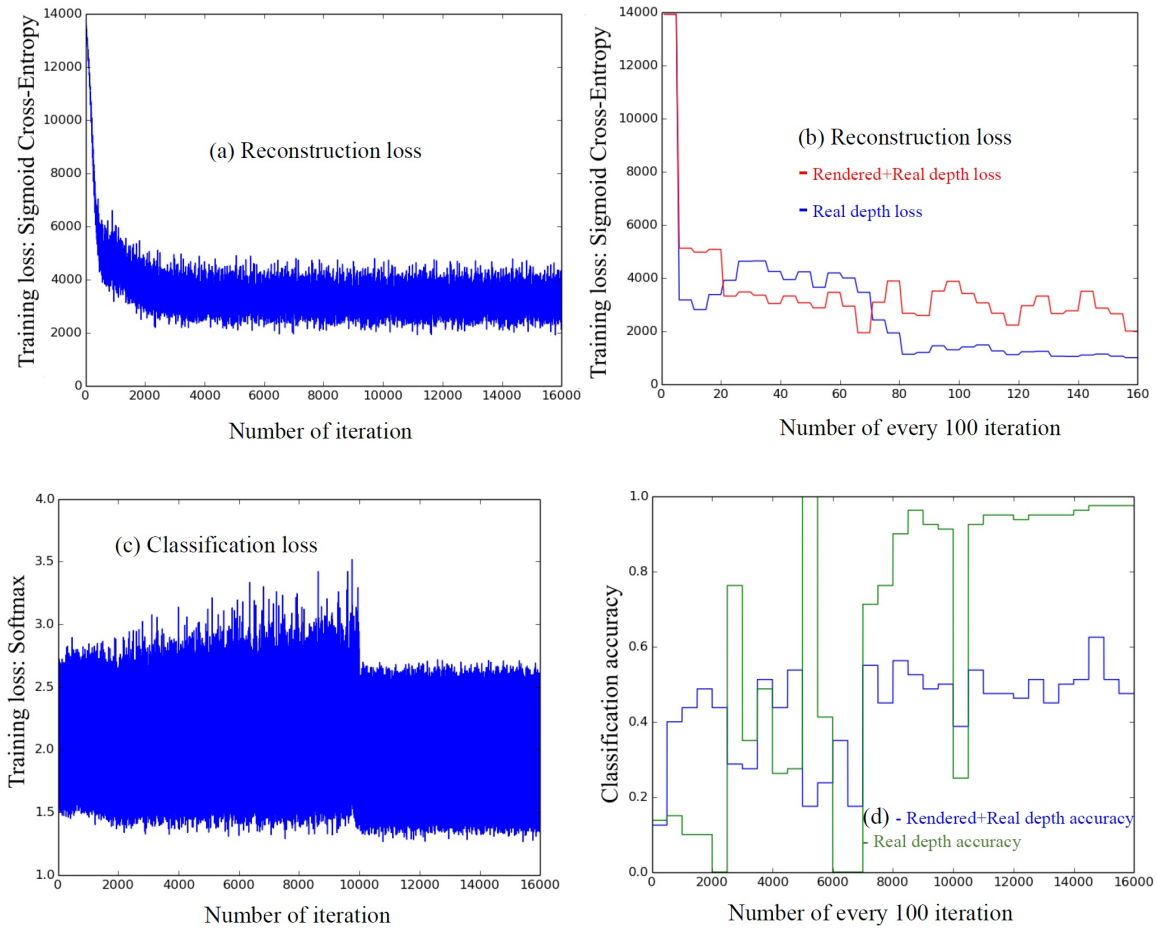 14000
12000
10000
8000
6000
4000
2000
0
Training loss: Sigmoid Cross-Entropy
(a) Reconstruction loss
0 2000 4000 6000 8000 10000 12000 14000 16000
Number of iteration
14000
12000
10000
8000
6000
4000
2000
0
Training loss: Sigmoid Cross-Entropy
(b) Reconstruction loss
Rendered+Real depth loss
Real depth loss
0 20 40 60 80 100 120 140 160
Number of every 100 iteration
4.0
3.5
3.0
2.5
2.0
1.5
1.0
Training loss: Softmax
(c) Classification loss
0 2000 4000 6000 8000 10000 12000 14000 16000
Number of iteration
1.0
0.8
0.6
0.4
0.2
0.0
Classification accuracy
(d) - Rendered+Real depth accuracy
- Real depth accuracy
0 2000 4000 6000 8000 10000 12000 14000 16000
Number of every 100 iteration